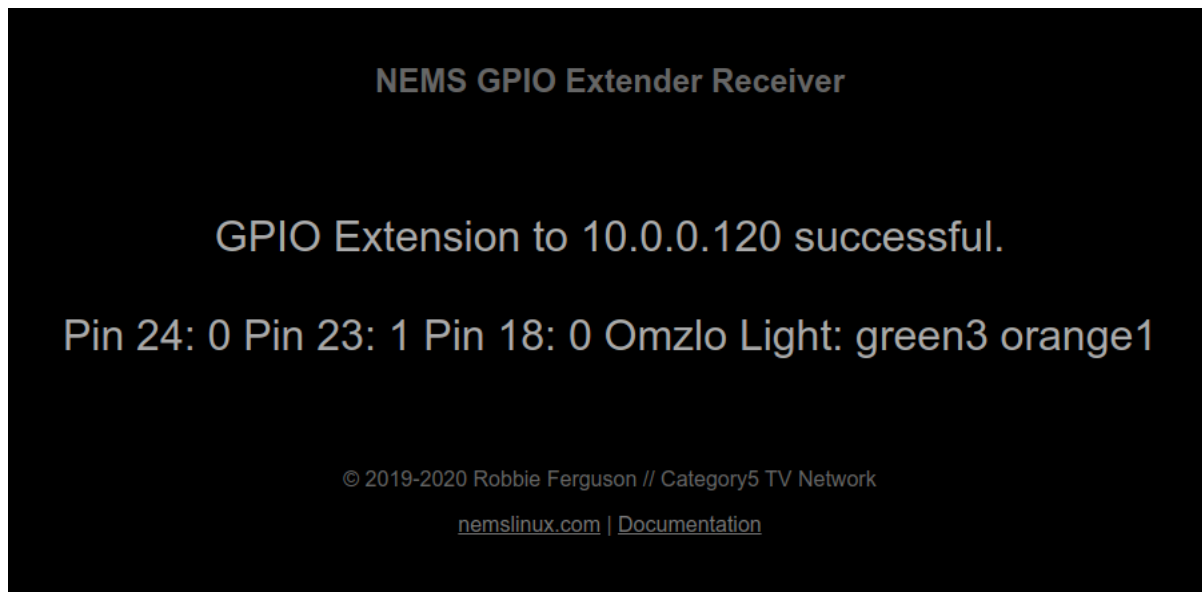 NEMS GPIO Extender Receiver
GPIO Extension to 10.0.0.120 successful.
Pin 24: 0 Pin 23: 1 Pin 18: 0 Omzlo Light: green3 orange1
© 2019-2020 Robbie Ferguson // Category5 TV Network
nemslinux.com | Documentation